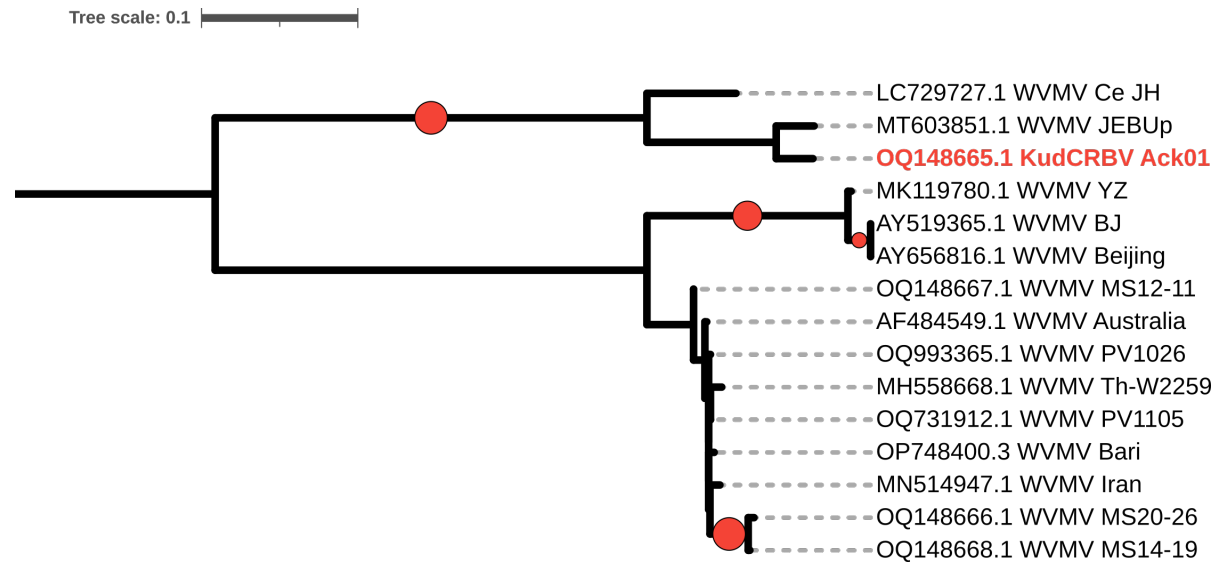 Tree scale: 0.1
LC729727.1 WVMV Ce JH
MT603851.1 WVMV JEBUp
OQ148665.1 KudCRBV Ack01
MK119780.1 WVMV YZ
AY519365.1 WVMV BJ
AY656816.1 WVMV Beijing
OQ148667.1 WVMV MS12-11
AF484549.1 WVMV Australia
OQ993365.1 WVMV PV1026
MH558668.1 WVMV Th-W2259
OQ731912.1 WVMV PV1105
OP748400.3 WVMV Bari
MN514947.1 WVMV Iran
OQ148666.1 WVMV MS20-26
OQ148668.1 WVMV MS14-19